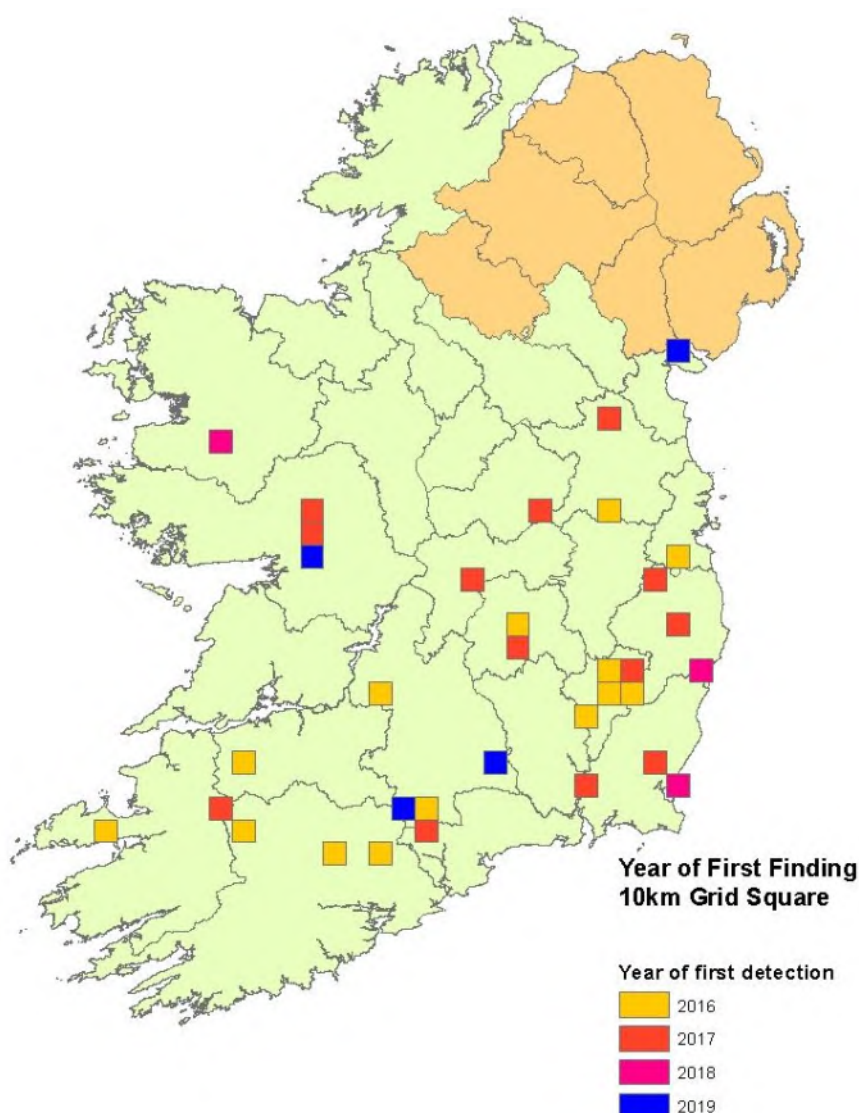 Year of First Finding
10km Grid Square
Year of first detection
2016
2017
2018
2019